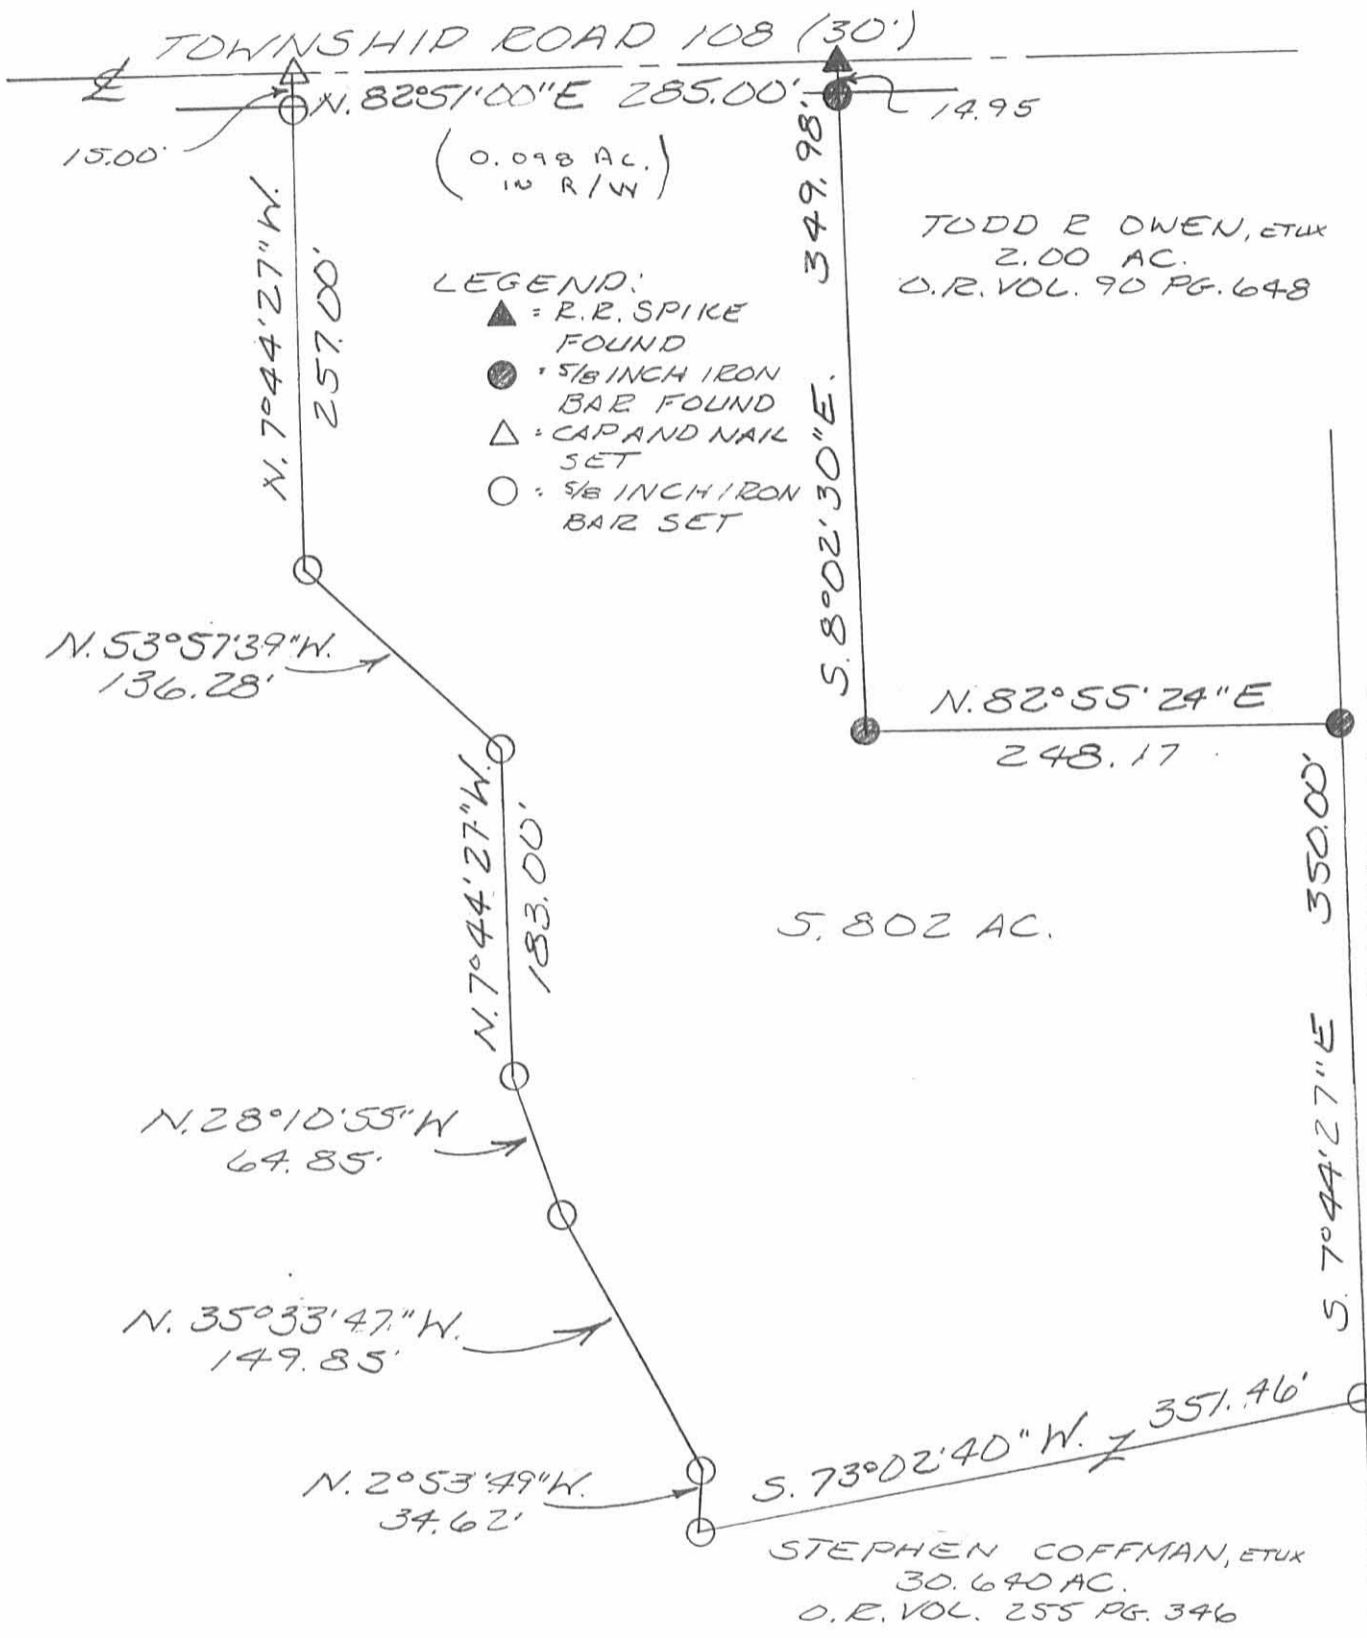 TOWNSHIP ROAD 108 (30')
℄
N. 82°51'00"E 285.00'
15.00'
14.95
(0.098 AC.
IN R/W)
N. 7°44'27"W.
257.00'
S. 8°02'30"E. 349.98'
TODD R OWEN, ETUX
2.00 AC.
O.R. VOL. 90 PG. 648
LEGEND:
▲ = R.R. SPIKE
FOUND
● = 5/8 INCH IRON
BAR FOUND
△ = CAP AND NAIL
SET
○ = 5/8 INCH IRON
BAR SET
N. 53°57'39"W.
136.28'
N. 82°55'24"E
248.17
N. 7°44'27"W.
183.00'
5.802 AC.
S. 7°44'27"E 350.00'
N. 28°10'55"W
64.85'
N. 35°33'47"W.
149.85'
S. 73°02'40"W. 351.46'
N. 2°53'49"W.
34.62'
STEPHEN COFFMAN, ETUX
30.640 AC.
O.R. VOL. 255 PG. 346